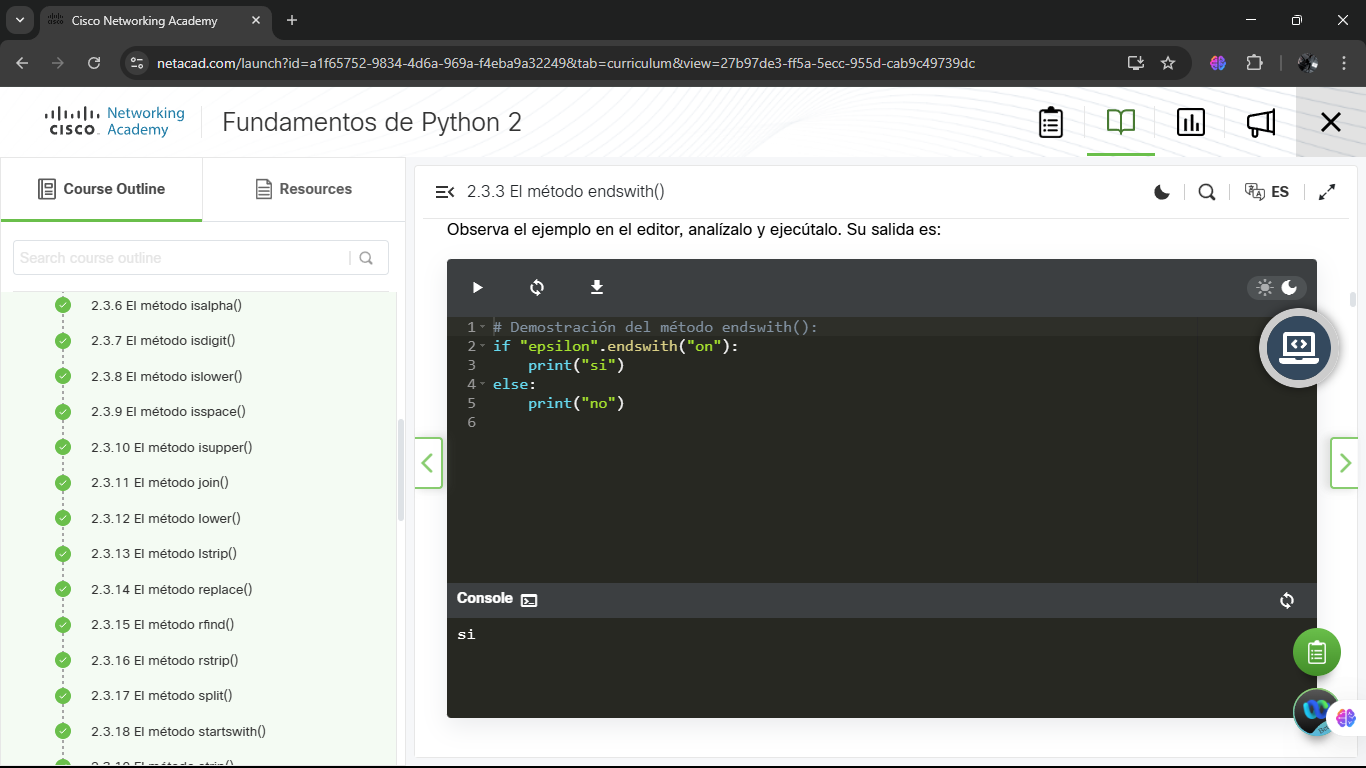 Cisco Networking Academy
netacad.com/launch?id=a1f65752-9834-4d6a-969a-f4eba9a32249&tab=curriculum&view=27b97de3-ff5a-5ecc-955d-cab9c49739dc
cisco Networking Academy
Fundamentos de Python 2
Course Outline
Resources
Search course outline
2.3.6 El método isalpha()
2.3.7 El método isdigit()
2.3.8 El método islower()
2.3.9 El método isspace()
2.3.10 El método isupper()
2.3.11 El método join()
2.3.12 El método lower()
2.3.13 El método lstrip()
2.3.14 El método replace()
2.3.15 El método rfind()
2.3.16 El método rstrip()
2.3.17 El método split()
2.3.18 El método startswith()
2.3.19 El método strip()
2.3.3 El método endswith()
ES
Observa el ejemplo en el editor, analízalo y ejecútalo. Su salida es:
1 # Demostración del método endswith():
2 if "epsilon".endswith("on"):
3     print("si")
4 else:
5     print("no")
6
Console
si